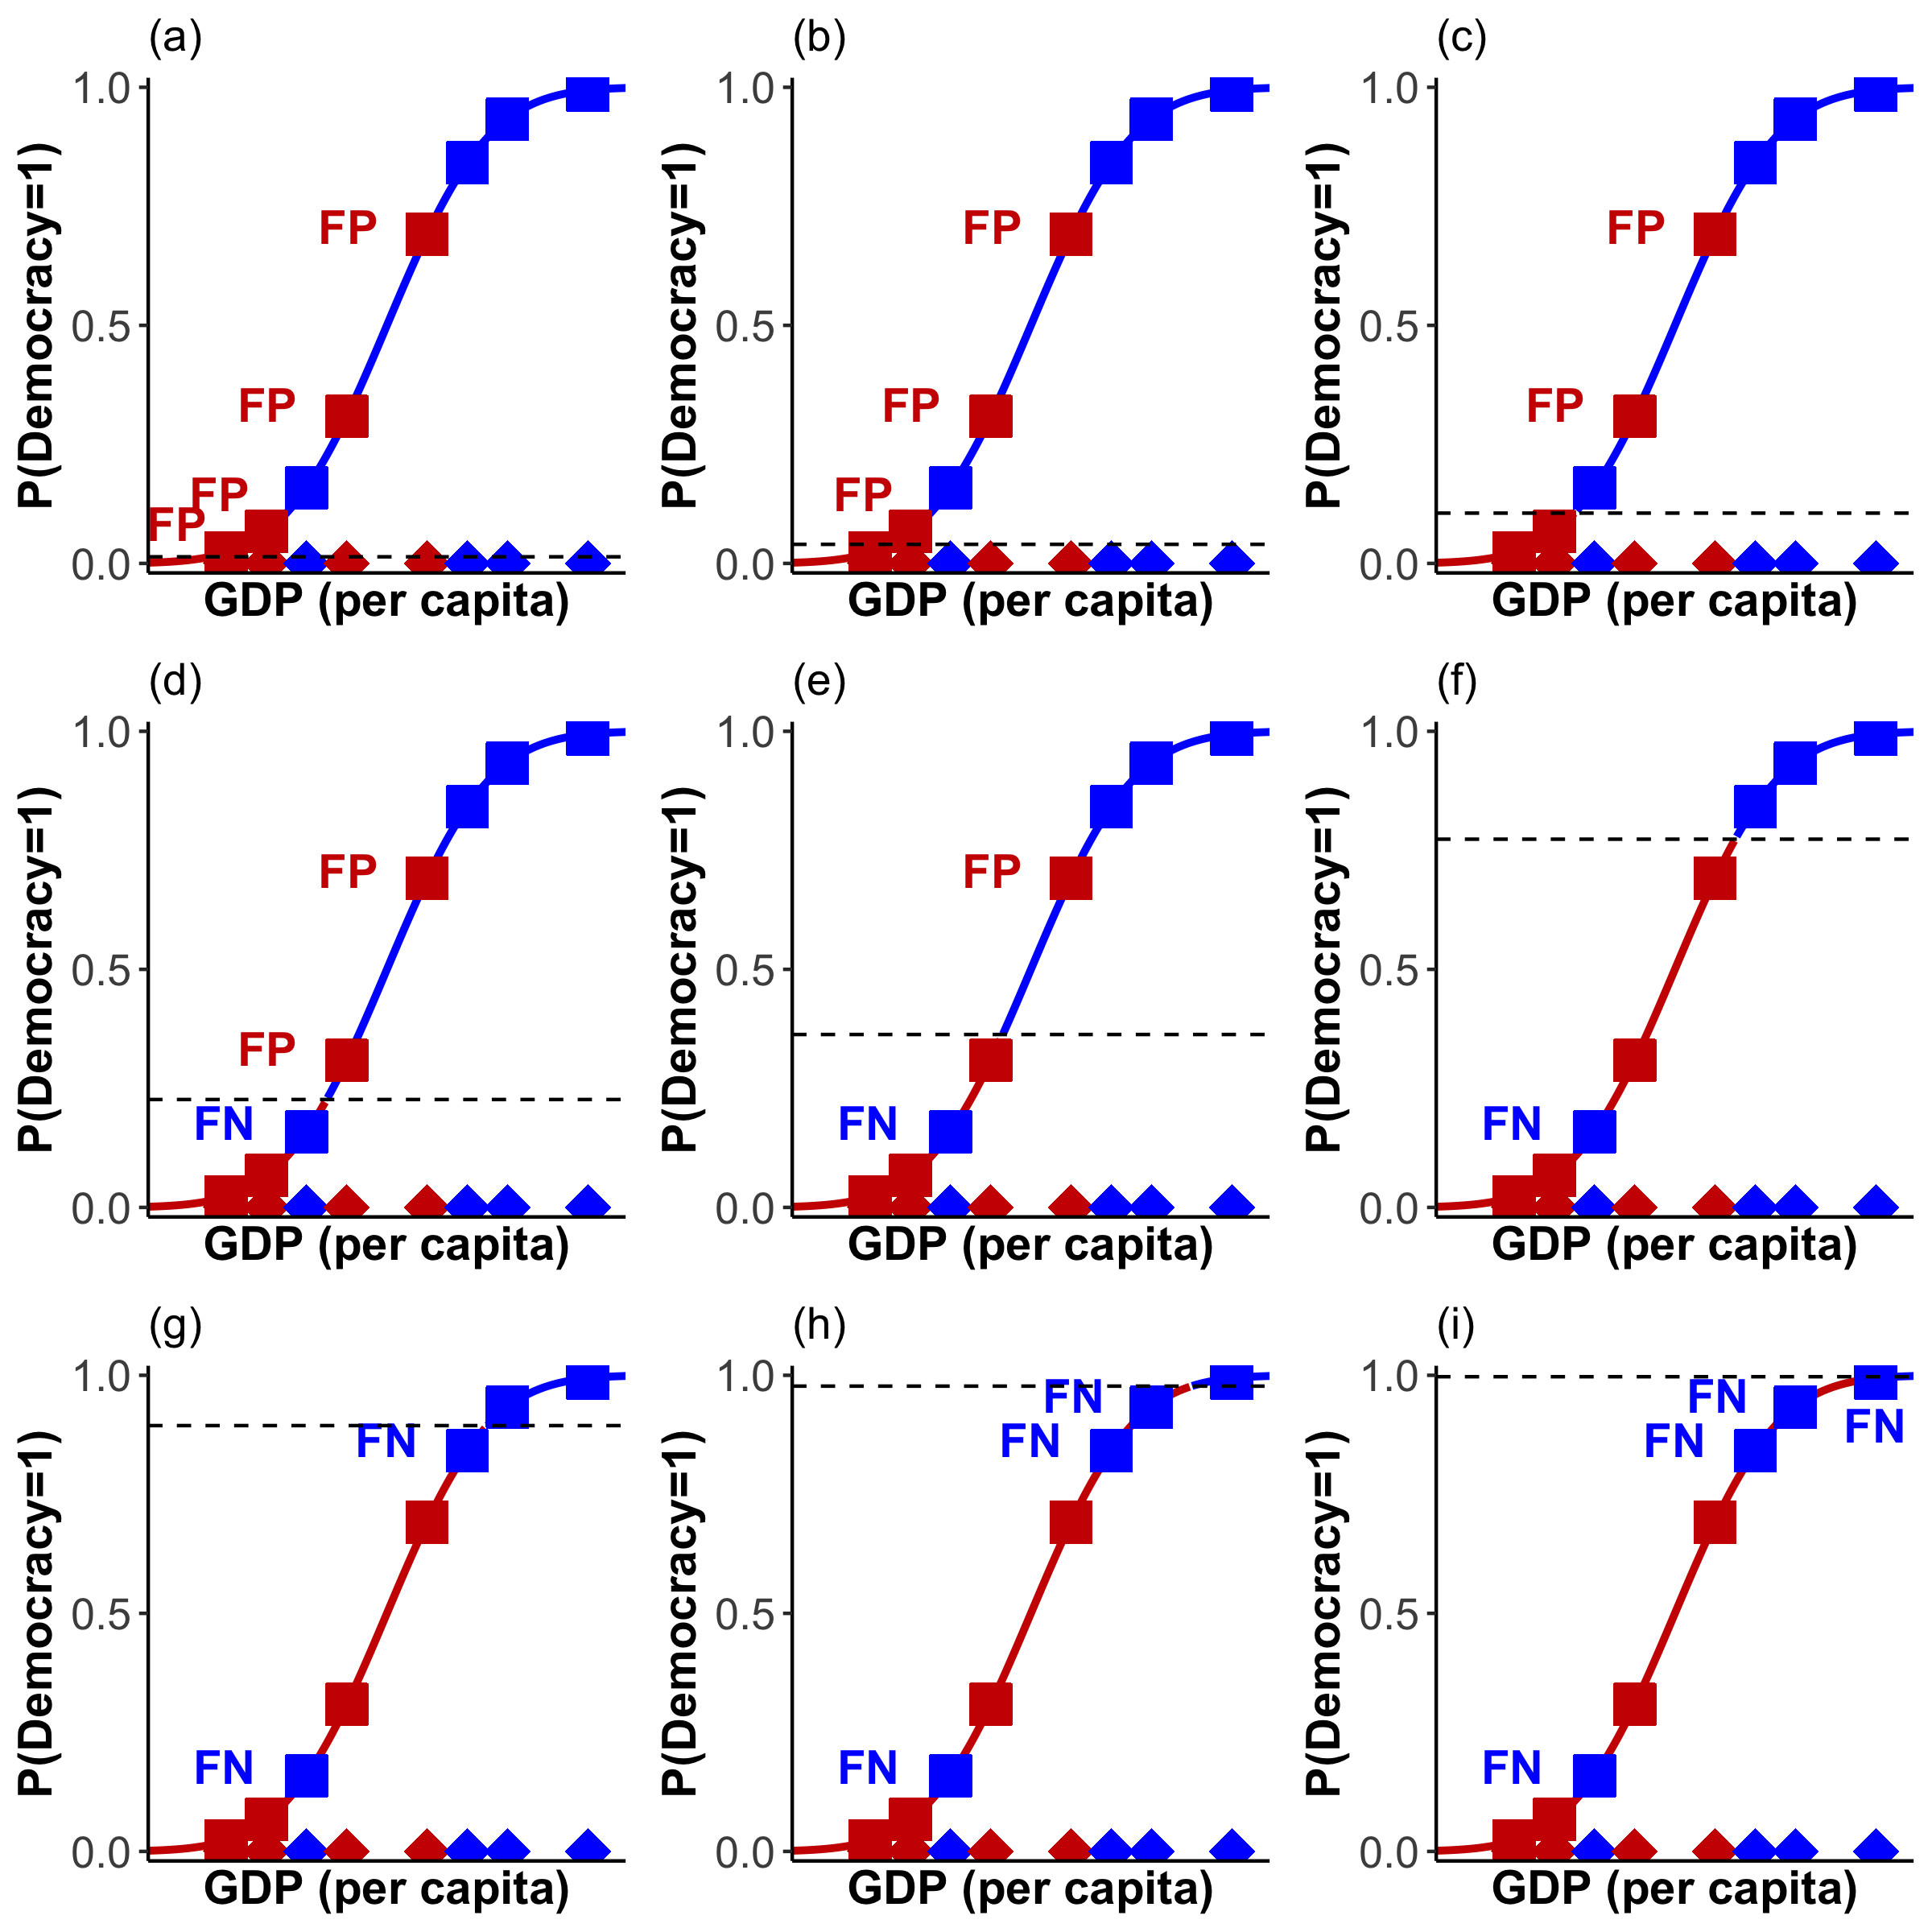 (a)
P(Democracy=1)
1.0
FP
0.5
FP
FP
FP
0.0
GDP (per capita)
(b)
P(Democracy=1)
1.0
FP
0.5
FP
FP
0.0
GDP (per capita)
(c)
P(Democracy=1)
1.0
FP
0.5
FP
0.0
GDP (per capita)
(d)
P(Democracy=1)
1.0
FP
0.5
FP
FN
0.0
GDP (per capita)
(e)
P(Democracy=1)
1.0
FP
0.5
FN
0.0
GDP (per capita)
(f)
P(Democracy=1)
1.0
0.5
FN
0.0
GDP (per capita)
(g)
P(Democracy=1)
1.0
FN
0.5
FN
0.0
GDP (per capita)
(h)
P(Democracy=1)
1.0
FN
FN
0.5
FN
0.0
GDP (per capita)
(i)
P(Democracy=1)
1.0
FN
FN
FN
0.5
FN
0.0
GDP (per capita)